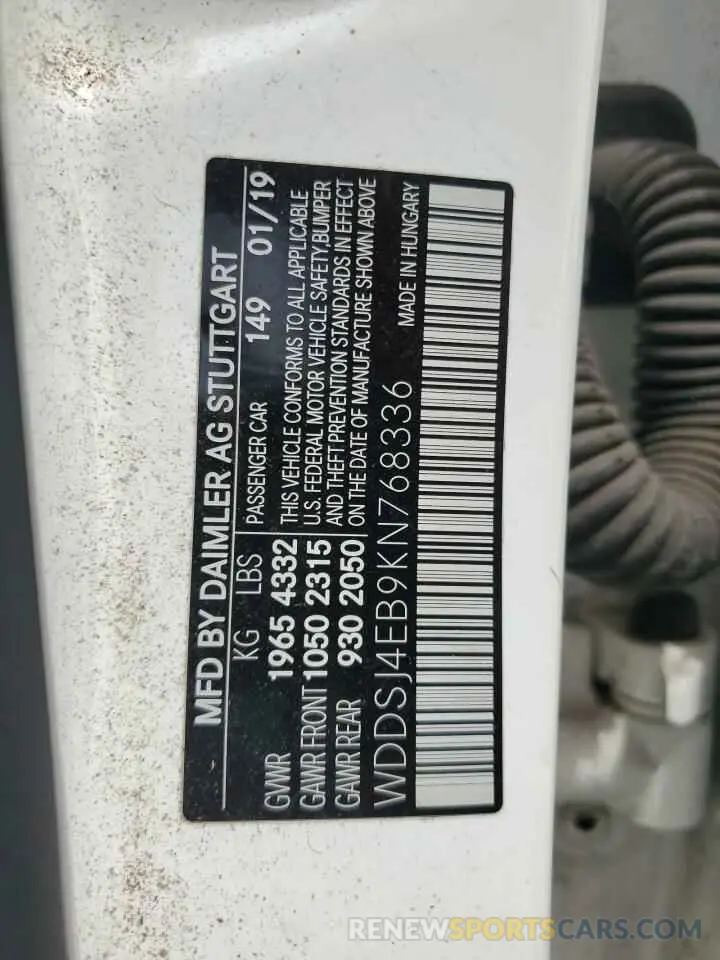 MFD BY DAIMLER AG STUTTGART
KG LBS PASSENGER CAR 149 01/19
GVWR 1965 4332 THIS VEHICLE CONFORMS TO ALL APPLICABLE
GAWR FRONT 1050 2315 U.S. FEDERAL MOTOR VEHICLE SAFETY,BUMPER
GAWR REAR 930 2050 AND THEFT PREVENTION STANDARDS IN EFFECT
ON THE DATE OF MANUFACTURE SHOWN ABOVE
WDDSJ4EB9KN768336 MADE IN HUNGARY
RENEWSPORTSCARS.COM